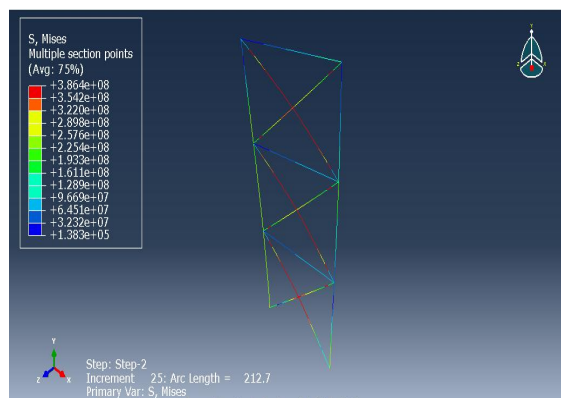 S, Mises
Multiple section points
(Avg: 75%)
+3.864e+08
+3.542e+08
+3.220e+08
+2.898e+08
+2.576e+08
+2.254e+08
+1.933e+08
+1.611e+08
+1.289e+08
+9.669e+07
+6.451e+07
+3.232e+07
+1.383e+05
Y
Z
X
Y
Z
X
Step: Step-2
Increment 25: Arc Length = 212.7
Primary Var: S, Mises